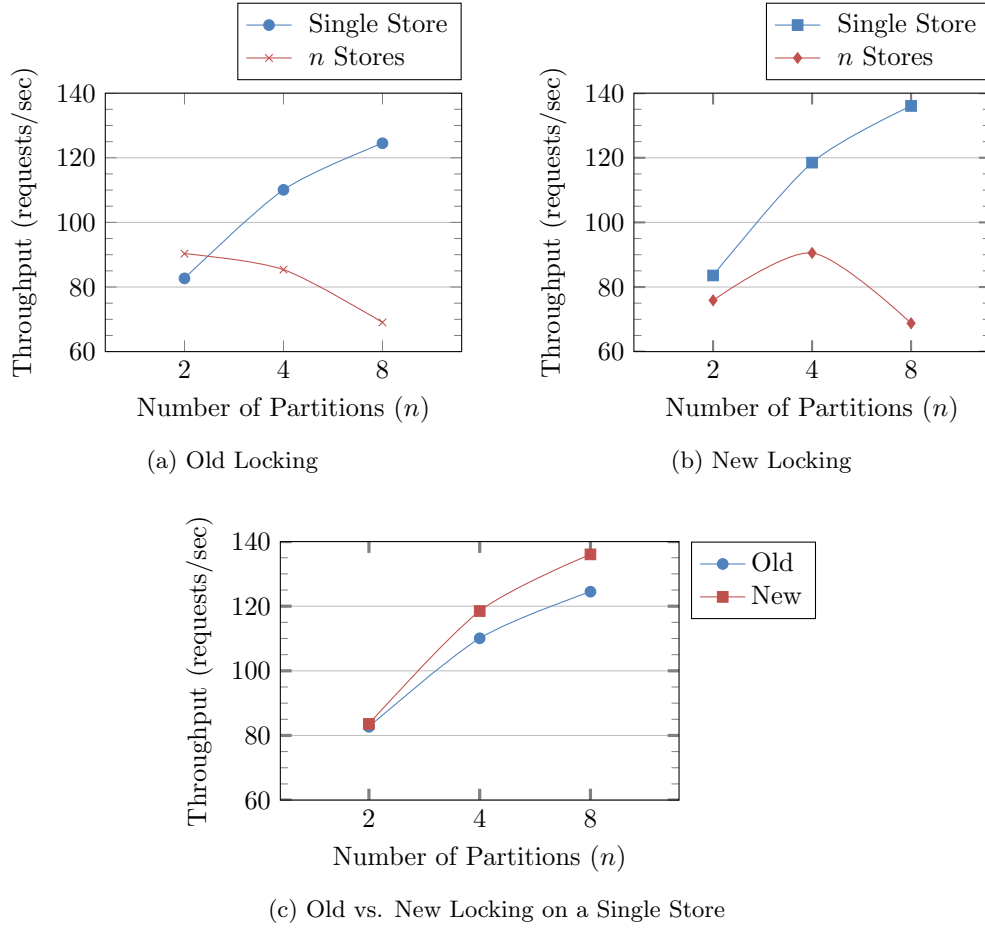 Single Store
n Stores
Throughput (requests/sec)
140
120
100
80
60
2 4 8
Number of Partitions (n)
(a) Old Locking
Single Store
n Stores
Throughput (requests/sec)
140
120
100
80
60
2 4 8
Number of Partitions (n)
(b) New Locking
Throughput (requests/sec)
140
120
100
80
60
2 4 8
Number of Partitions (n)
Old
New
(c) Old vs. New Locking on a Single Store